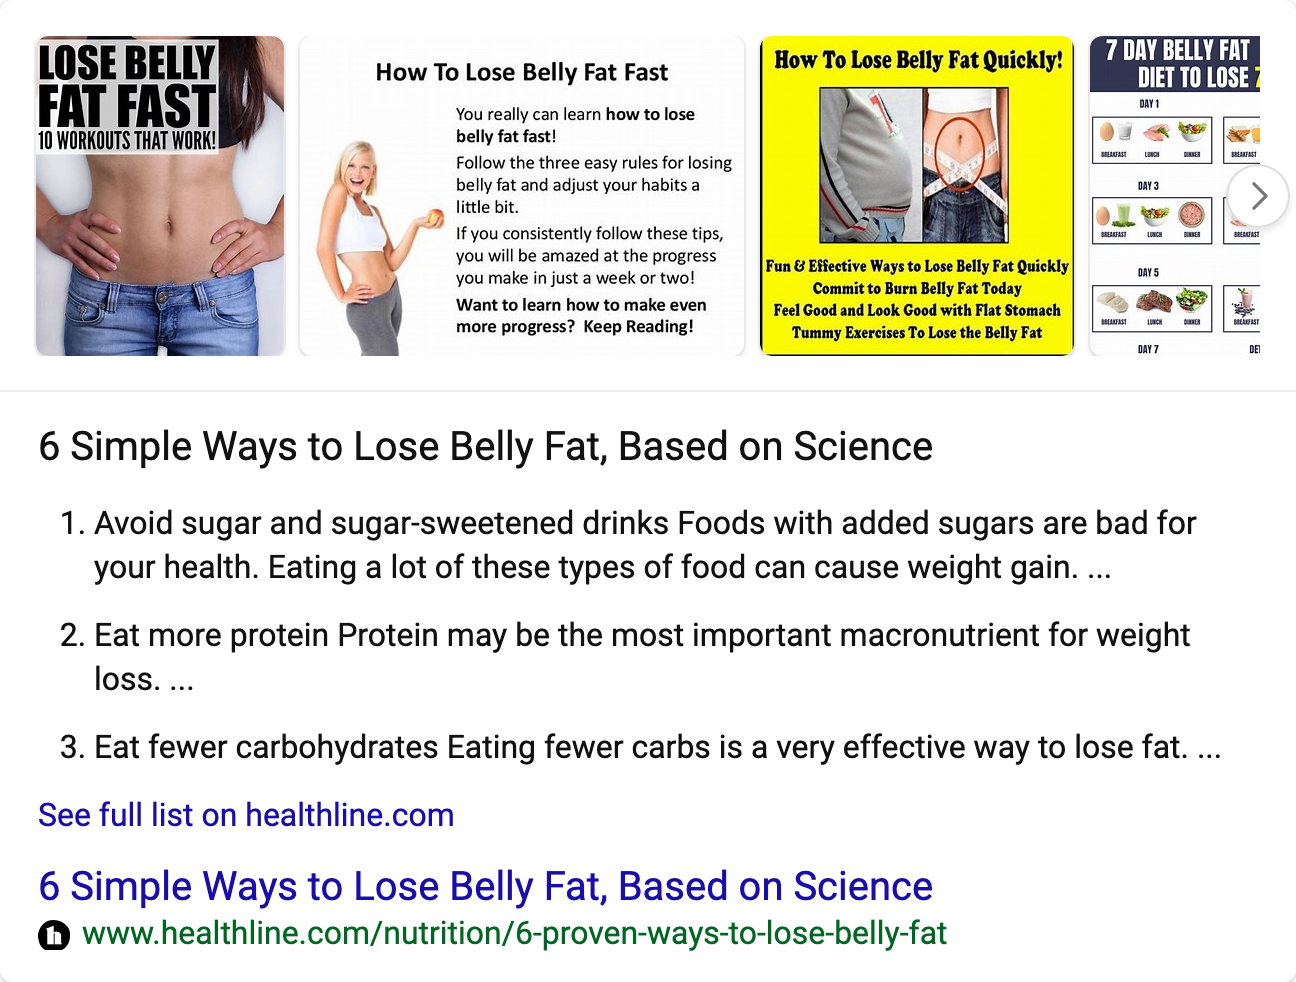 LOSE BELLY
FAT FAST
10 WORKOUTS THAT WORK!
How To Lose Belly Fat Fast
You really can learn how to lose
belly fat fast!
Follow the three easy rules for losing
belly fat and adjust your habits a
little bit.
If you consistently follow these tips,
you will be amazed at the progress
you make in just a week or two!
Want to learn how to make even
more progress?  Keep Reading!
How To Lose Belly Fat Quickly!
Fun & Effective Ways to Lose Belly Fat Quickly
Commit to Burn Belly Fat Today
Feel Good and Look Good with Flat Stomach
Tummy Exercises To Lose the Belly Fat
7 DAY BELLY FAT
DIET TO LOSE 7
DAY 1
BREAKFAST LUNCH DINNER BREAKFAST
DAY 3
BREAKFAST LUNCH DINNER BREAKFAST
DAY 5
BREAKFAST LUNCH DINNER BREAKFAST
DAY 7
6 Simple Ways to Lose Belly Fat, Based on Science
1. Avoid sugar and sugar-sweetened drinks Foods with added sugars are bad for
your health. Eating a lot of these types of food can cause weight gain. ...
2. Eat more protein Protein may be the most important macronutrient for weight
loss. ...
3. Eat fewer carbohydrates Eating fewer carbs is a very effective way to lose fat. ...
See full list on healthline.com
6 Simple Ways to Lose Belly Fat, Based on Science
h www.healthline.com/nutrition/6-proven-ways-to-lose-belly-fat